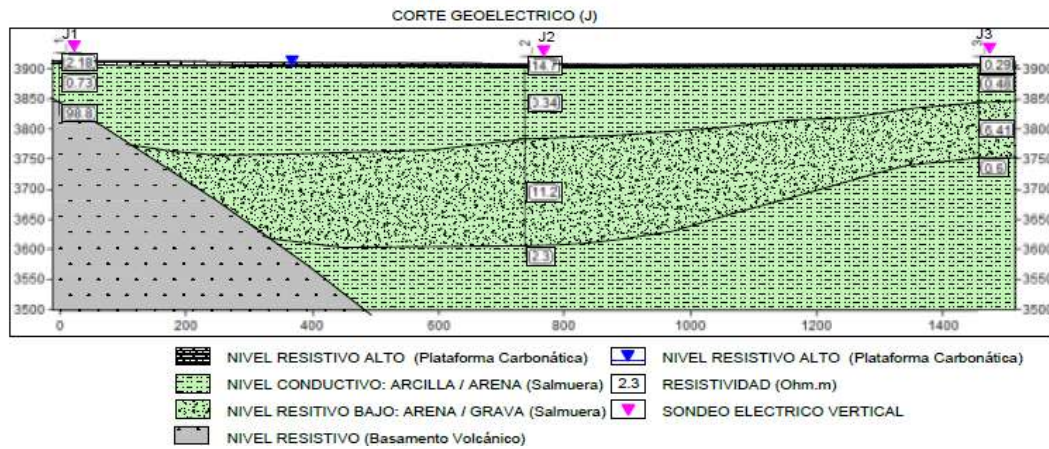 CORTE GEOELECTRICO (J)
J1 J2 J3
2 3
3900 2.18 14.7 0.29 3900
0.73 0.48
3850 0.34 3850
98.8
3800 6.41 3800
3750 0.6 3750
3700 11.2 3700
3650 3650
3600 2.3 3600
3550 3550
3500 3500
0 200 400 600 800 1000 1200 1400
NIVEL RESISTIVO ALTO (Plataforma Carbonática)
NIVEL CONDUCTIVO: ARCILLA / ARENA (Salmuera)
NIVEL RESITIVO BAJO: ARENA / GRAVA (Salmuera)
NIVEL RESISTIVO (Basamento Volcánico)
NIVEL RESISTIVO ALTO (Plataforma Carbonática)
2.3 RESISTIVIDAD (Ohm.m)
SONDEO ELECTRICO VERTICAL